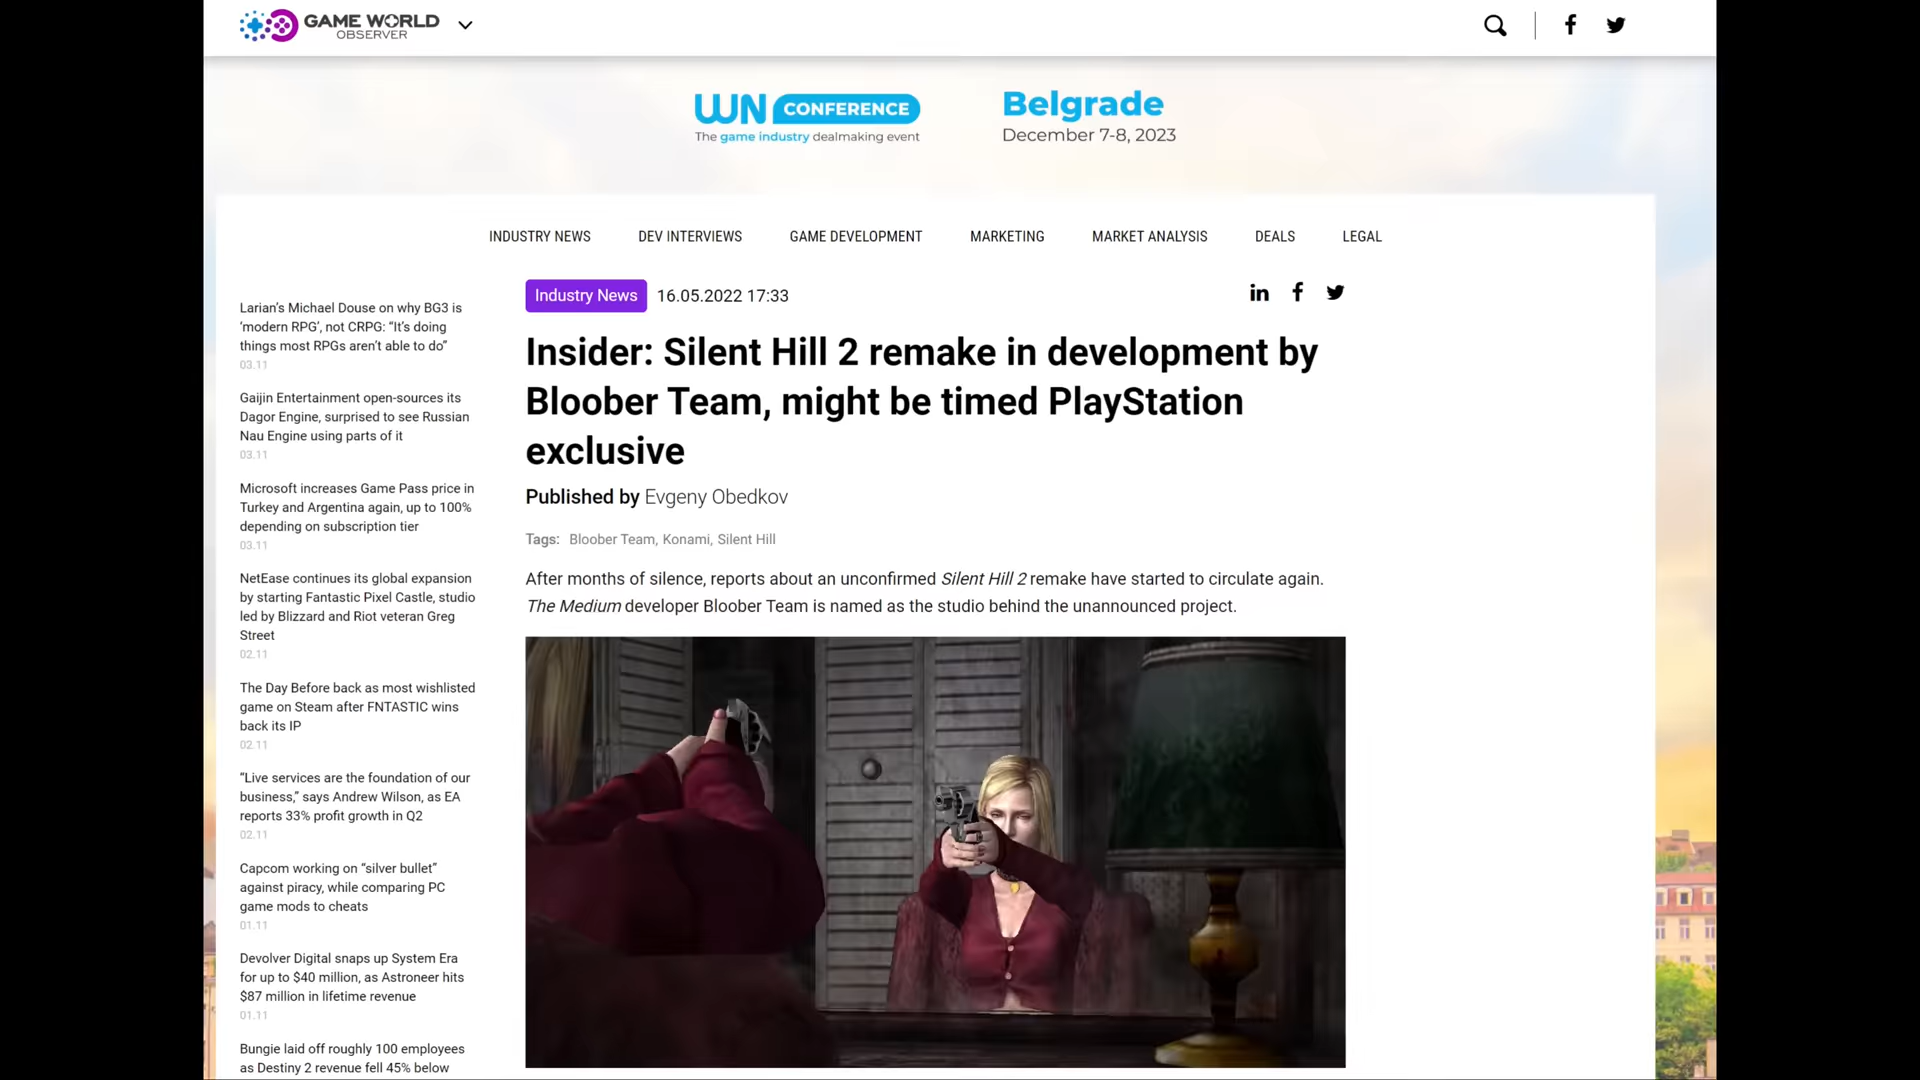 GAME WORLD
OBSERVER
WN CONFERENCE
The game industry dealmaking event
Belgrade
December 7-8, 2023
INDUSTRY NEWS
DEV INTERVIEWS
GAME DEVELOPMENT
MARKETING
MARKET ANALYSIS
DEALS
LEGAL
Larian’s Michael Douse on why BG3 is
‘modern RPG’, not CRPG: “It’s doing
things most RPGs aren’t able to do”
03.11
Gaijin Entertainment open-sources its
Dagor Engine, surprised to see Russian
Nau Engine using parts of it
03.11
Microsoft increases Game Pass price in
Turkey and Argentina again, up to 100%
depending on subscription tier
03.11
NetEase continues its global expansion
by starting Fantastic Pixel Castle, studio
led by Blizzard and Riot veteran Greg
Street
02.11
The Day Before back as most wishlisted
game on Steam after FNTASTIC wins
back its IP
02.11
“Live services are the foundation of our
business,” says Andrew Wilson, as EA
reports 33% profit growth in Q2
02.11
Capcom working on “silver bullet”
against piracy, while comparing PC
game mods to cheats
01.11
Devolver Digital snaps up System Era
for up to $40 million, as Astroneer hits
$87 million in lifetime revenue
01.11
Bungie laid off roughly 100 employees
as Destiny 2 revenue fell 45% below
Industry News 16.05.2022 17:33
Insider: Silent Hill 2 remake in development by
Bloober Team, might be timed PlayStation
exclusive
Published by Evgeny Obedkov
Tags: Bloober Team, Konami, Silent Hill
After months of silence, reports about an unconfirmed Silent Hill 2 remake have started to circulate again.
The Medium developer Bloober Team is named as the studio behind the unannounced project.